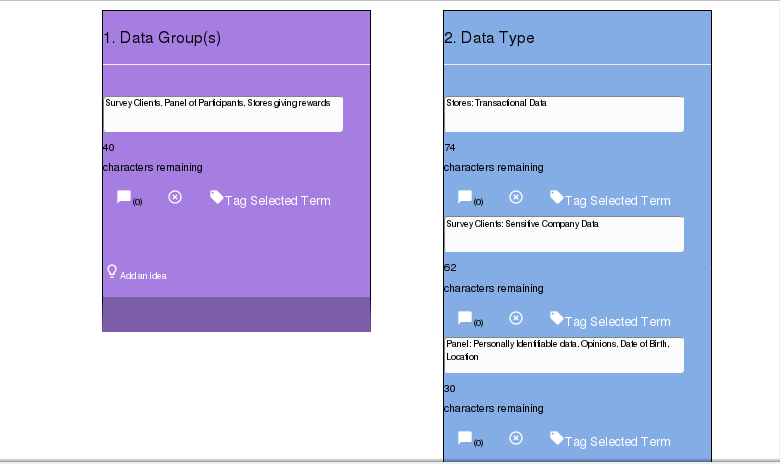 1. Data Group(s)
Survey Clients, Panel of Participants, Stores giving rewards
40
characters remaining
(0)
Tag Selected Term
Add an idea
2. Data Type
Stores: Transactional Data
74
characters remaining
(0)
Tag Selected Term
Survey Clients: Sensitive Company Data
62
characters remaining
(0)
Tag Selected Term
Panel: Personally Identifiable data, Opinions, Date of Birth,
Location
30
characters remaining
(0)
Tag Selected Term